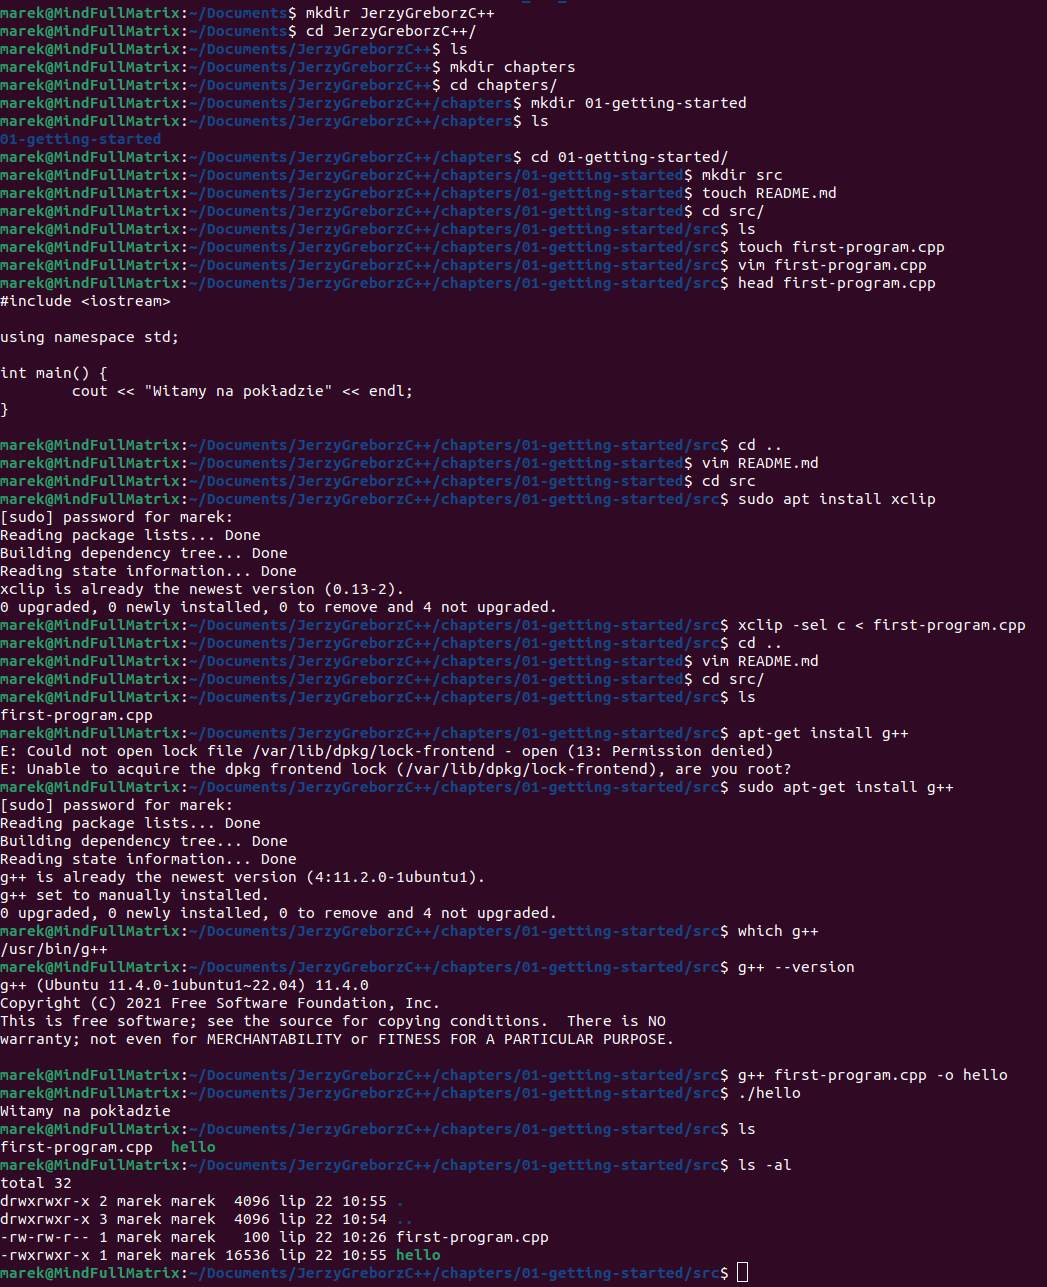 marek@MindFullMatrix:~/Documents$ mkdir JerzyGreborzC++
marek@MindFullMatrix:~/Documents$ cd JerzyGreborzC++/
marek@MindFullMatrix:~/Documents/JerzyGreborzC++$ ls
marek@MindFullMatrix:~/Documents/JerzyGreborzC++$ mkdir chapters
marek@MindFullMatrix:~/Documents/JerzyGreborzC++$ cd chapters/
marek@MindFullMatrix:~/Documents/JerzyGreborzC++/chapters$ mkdir 01-getting-started
marek@MindFullMatrix:~/Documents/JerzyGreborzC++/chapters$ ls
01-getting-started
marek@MindFullMatrix:~/Documents/JerzyGreborzC++/chapters$ cd 01-getting-started/
marek@MindFullMatrix:~/Documents/JerzyGreborzC++/chapters/01-getting-started$ mkdir src
marek@MindFullMatrix:~/Documents/JerzyGreborzC++/chapters/01-getting-started$ touch README.md
marek@MindFullMatrix:~/Documents/JerzyGreborzC++/chapters/01-getting-started$ cd src/
marek@MindFullMatrix:~/Documents/JerzyGreborzC++/chapters/01-getting-started/src$ ls
marek@MindFullMatrix:~/Documents/JerzyGreborzC++/chapters/01-getting-started/src$ touch first-program.cpp
marek@MindFullMatrix:~/Documents/JerzyGreborzC++/chapters/01-getting-started/src$ vim first-program.cpp
marek@MindFullMatrix:~/Documents/JerzyGreborzC++/chapters/01-getting-started/src$ head first-program.cpp
#include <iostream>

using namespace std;

int main() {
        cout << "Witamy na pokładzie" << endl;
}

marek@MindFullMatrix:~/Documents/JerzyGreborzC++/chapters/01-getting-started/src$ cd ..
marek@MindFullMatrix:~/Documents/JerzyGreborzC++/chapters/01-getting-started$ vim README.md
marek@MindFullMatrix:~/Documents/JerzyGreborzC++/chapters/01-getting-started$ cd src
marek@MindFullMatrix:~/Documents/JerzyGreborzC++/chapters/01-getting-started/src$ sudo apt install xclip
[sudo] password for marek:
Reading package lists... Done
Building dependency tree... Done
Reading state information... Done
xclip is already the newest version (0.13-2).
0 upgraded, 0 newly installed, 0 to remove and 4 not upgraded.
marek@MindFullMatrix:~/Documents/JerzyGreborzC++/chapters/01-getting-started/src$ xclip -sel c < first-program.cpp
marek@MindFullMatrix:~/Documents/JerzyGreborzC++/chapters/01-getting-started/src$ cd ..
marek@MindFullMatrix:~/Documents/JerzyGreborzC++/chapters/01-getting-started$ vim README.md
marek@MindFullMatrix:~/Documents/JerzyGreborzC++/chapters/01-getting-started$ cd src/
marek@MindFullMatrix:~/Documents/JerzyGreborzC++/chapters/01-getting-started/src$ ls
first-program.cpp
marek@MindFullMatrix:~/Documents/JerzyGreborzC++/chapters/01-getting-started/src$ apt-get install g++
E: Could not open lock file /var/lib/dpkg/lock-frontend - open (13: Permission denied)
E: Unable to acquire the dpkg frontend lock (/var/lib/dpkg/lock-frontend), are you root?
marek@MindFullMatrix:~/Documents/JerzyGreborzC++/chapters/01-getting-started/src$ sudo apt-get install g++
[sudo] password for marek:
Reading package lists... Done
Building dependency tree... Done
Reading state information... Done
g++ is already the newest version (4:11.2.0-1ubuntu1).
g++ set to manually installed.
0 upgraded, 0 newly installed, 0 to remove and 4 not upgraded.
marek@MindFullMatrix:~/Documents/JerzyGreborzC++/chapters/01-getting-started/src$ which g++
/usr/bin/g++
marek@MindFullMatrix:~/Documents/JerzyGreborzC++/chapters/01-getting-started/src$ g++ --version
g++ (Ubuntu 11.4.0-1ubuntu1~22.04) 11.4.0
Copyright (C) 2021 Free Software Foundation, Inc.
This is free software; see the source for copying conditions.  There is NO
warranty; not even for MERCHANTABILITY or FITNESS FOR A PARTICULAR PURPOSE.

marek@MindFullMatrix:~/Documents/JerzyGreborzC++/chapters/01-getting-started/src$ g++ first-program.cpp -o hello
marek@MindFullMatrix:~/Documents/JerzyGreborzC++/chapters/01-getting-started/src$ ./hello
Witamy na pokładzie
marek@MindFullMatrix:~/Documents/JerzyGreborzC++/chapters/01-getting-started/src$ ls
first-program.cpp  hello
marek@MindFullMatrix:~/Documents/JerzyGreborzC++/chapters/01-getting-started/src$ ls -al
total 32
drwxrwxr-x 2 marek marek  4096 lip 22 10:55 .
drwxrwxr-x 3 marek marek  4096 lip 22 10:54 ..
-rw-rw-r-- 1 marek marek   100 lip 22 10:26 first-program.cpp
-rwxrwxr-x 1 marek marek 16536 lip 22 10:55 hello
marek@MindFullMatrix:~/Documents/JerzyGreborzC++/chapters/01-getting-started/src$